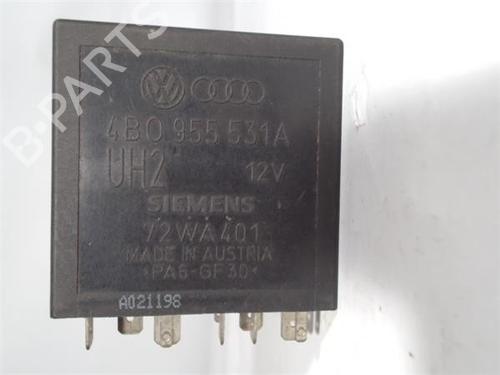 B-PARTS
4B0 955 531A
UH2 12V
SIEMENS
72WA401
MADE IN AUSTRIA
>PA6-GF30<
A021198